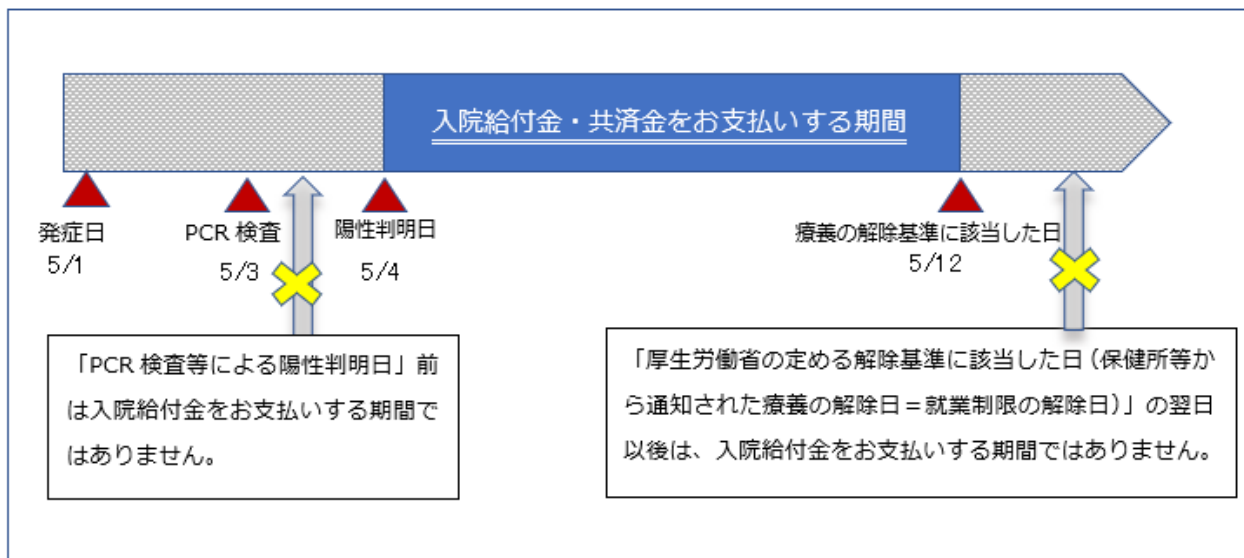 入院給付金・共済金をお支払いする期間
発症日
5/1
PCR 検査
5/3
陽性判明日
5/4
療養の解除基準に該当した日
5/12
「PCR 検査等による陽性判明日」前
は入院給付金をお支払いする期間で
はありません。
「厚生労働省の定める解除基準に該当した日（保健所等か
ら通知された療養の解除日＝就業制限の解除日）」の翌日
以後は、入院給付金をお支払いする期間ではありません。